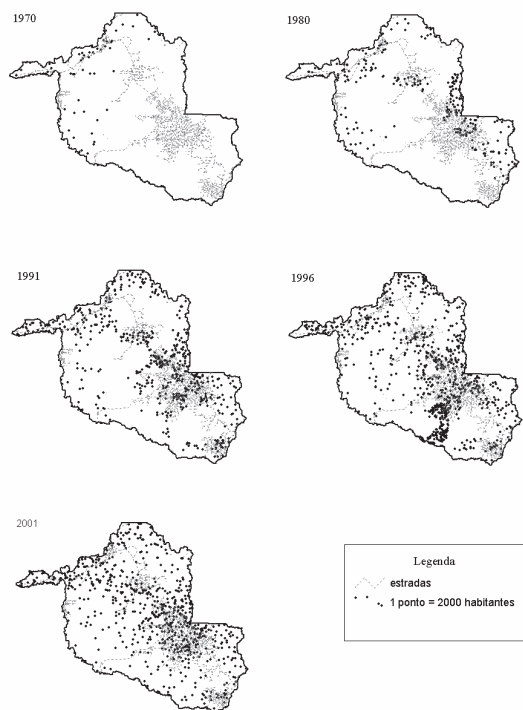 1970
1980
1991
1996
2001
Legenda
estradas
1 ponto = 2000 habitantes